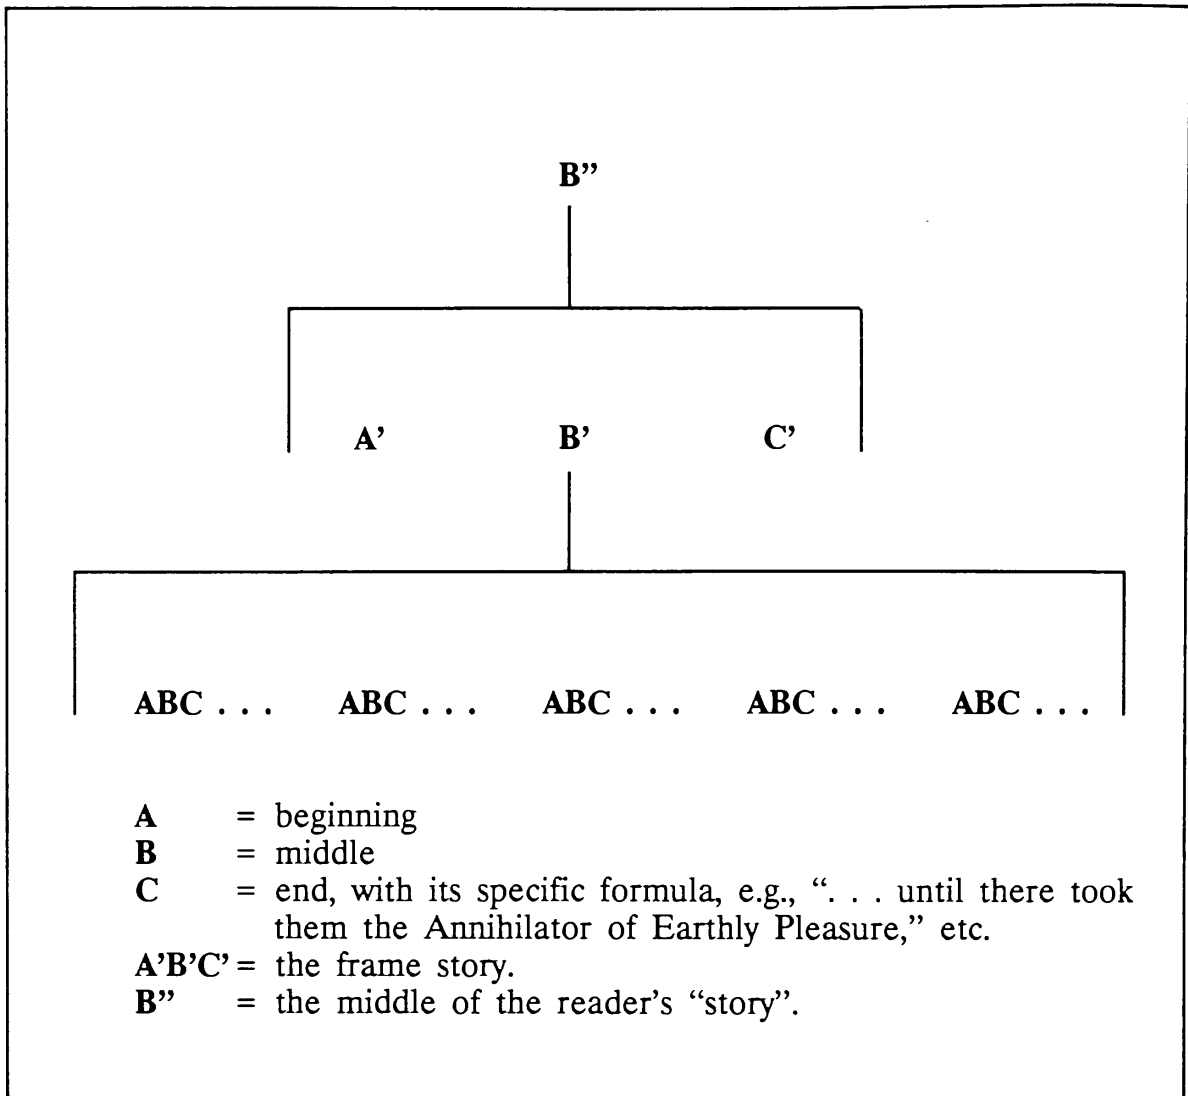 B”
A’ B’ C’
ABC . . . ABC . . . ABC . . . ABC . . . ABC . . .
A = beginning
B = middle
C = end, with its specific formula, e.g., “. . . until there took
them the Annihilator of Earthly Pleasure,” etc.
A’B’C’ = the frame story.
B” = the middle of the reader’s “story”.